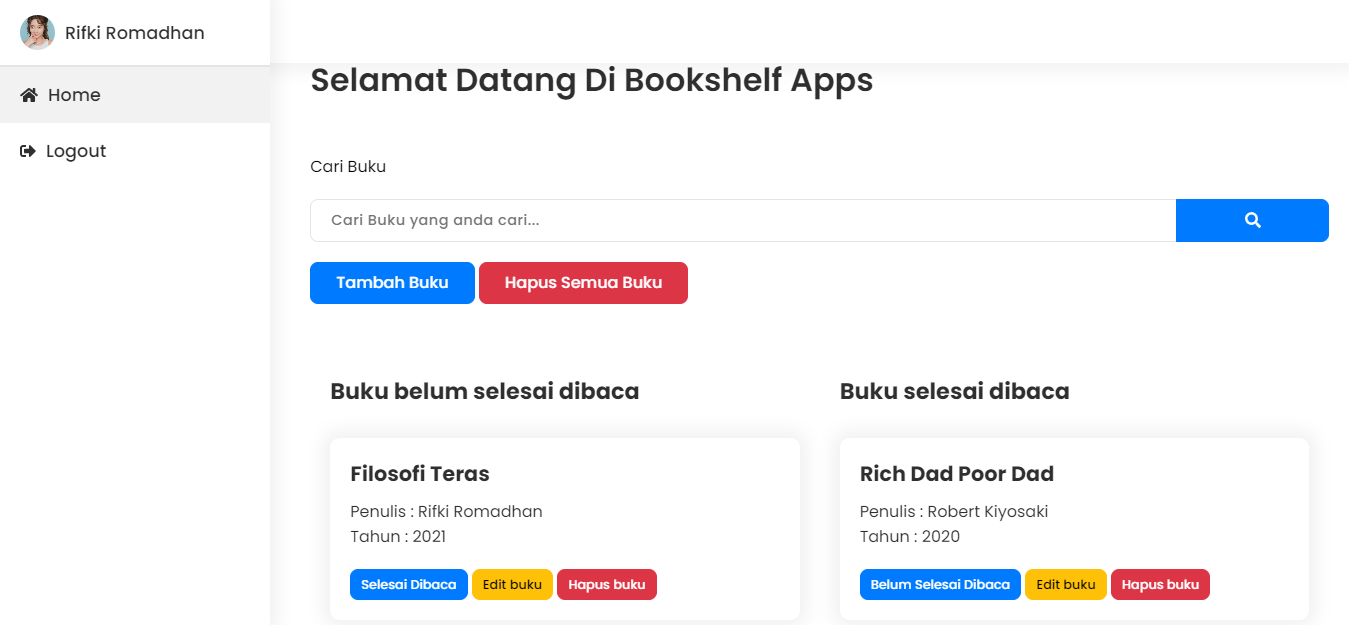 Rifki Romadhan
Home
Logout
Selamat Datang Di Bookshelf Apps
Cari Buku
Cari Buku yang anda cari...
Tambah Buku
Hapus Semua Buku
Buku belum selesai dibaca
Filosofi Teras
Penulis : Rifki Romadhan
Tahun : 2021
Selesai Dibaca
Edit buku
Hapus buku
Buku selesai dibaca
Rich Dad Poor Dad
Penulis : Robert Kiyosaki
Tahun : 2020
Belum Selesai Dibaca
Edit buku
Hapus buku